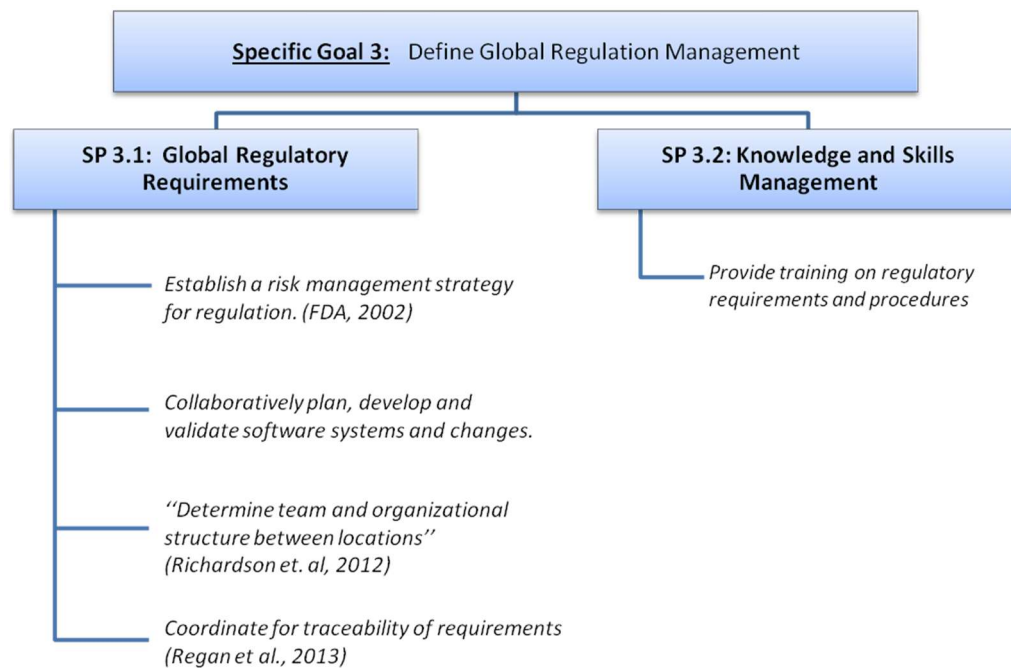 Specific Goal 3: Define Global Regulation Management
SP 3.1: Global Regulatory
Requirements
SP 3.2: Knowledge and Skills
Management
Establish a risk management strategy
for regulation. (FDA, 2002)
Provide training on regulatory
requirements and procedures
Collaboratively plan, develop and
validate software systems and changes.
‘‘Determine team and organizational
structure between locations’’
(Richardson et. al, 2012)
Coordinate for traceability of requirements
(Regan et al., 2013)